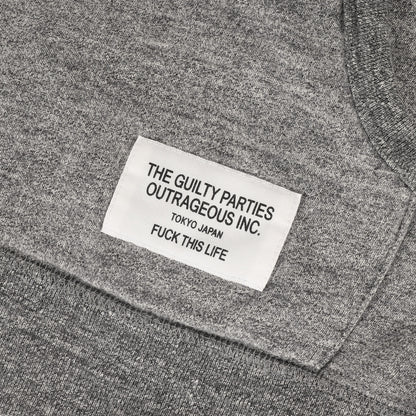 THE GUILTY PARTIES
OUTRAGEOUS INC.
TOKYO JAPAN
FUCK THIS LIFE